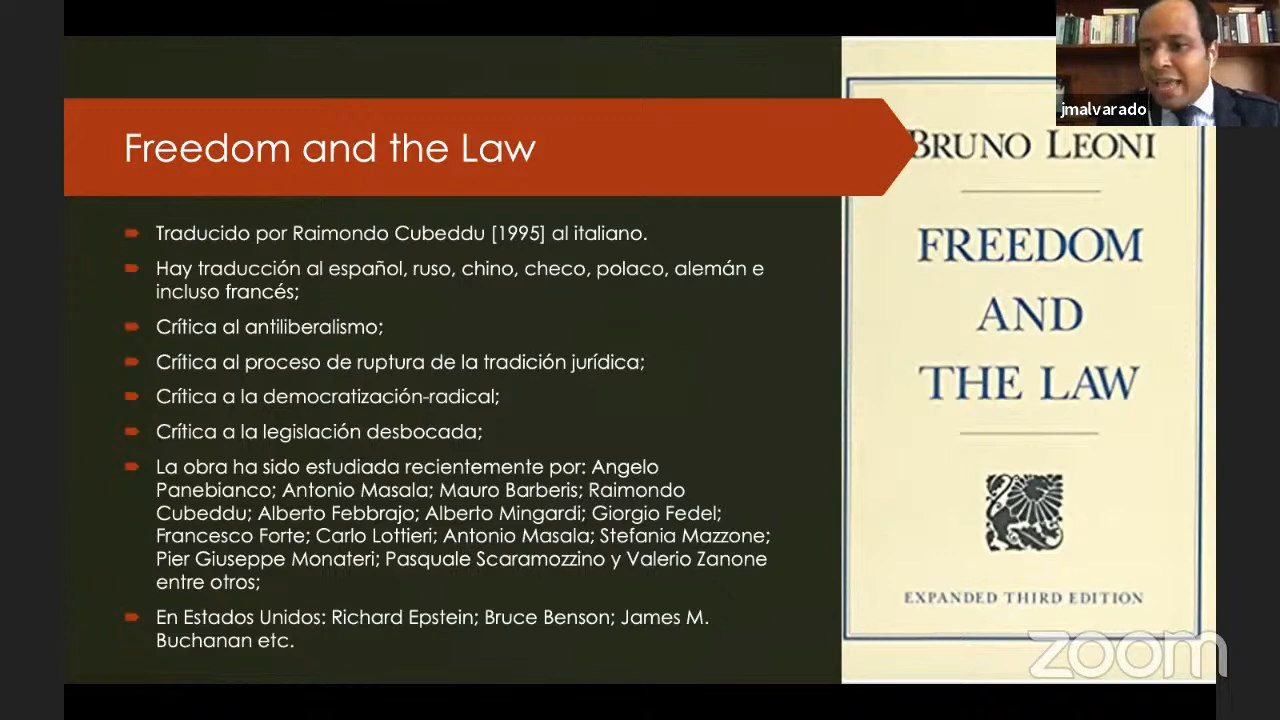 jmalvarado
Freedom and the Law
Traducido por Raimondo Cubeddu [1995] al italiano.
Hay traducción al español, ruso, chino, checo, polaco, alemán e
incluso francés;
Crítica al antiliberalismo;
Crítica al proceso de ruptura de la tradición jurídica;
Crítica a la democratización-radical;
Crítica a la legislación desbocada;
La obra ha sido estudiada recientemente por: Angelo
Panebianco; Antonio Masala; Mauro Barberis; Raimondo
Cubeddu; Alberto Febbrajo; Alberto Mingardi; Giorgio Fedel;
Francesco Forte; Carlo Lottieri; Antonio Masala; Stefania Mazzone;
Pier Giuseppe Monateri; Pasquale Scaramozzino y Valerio Zanone
entre otros;
En Estados Unidos: Richard Epstein; Bruce Benson; James M.
Buchanan etc.
BRUNO LEONI
FREEDOM
AND
THE LAW
EXPANDED THIRD EDITION
zoom